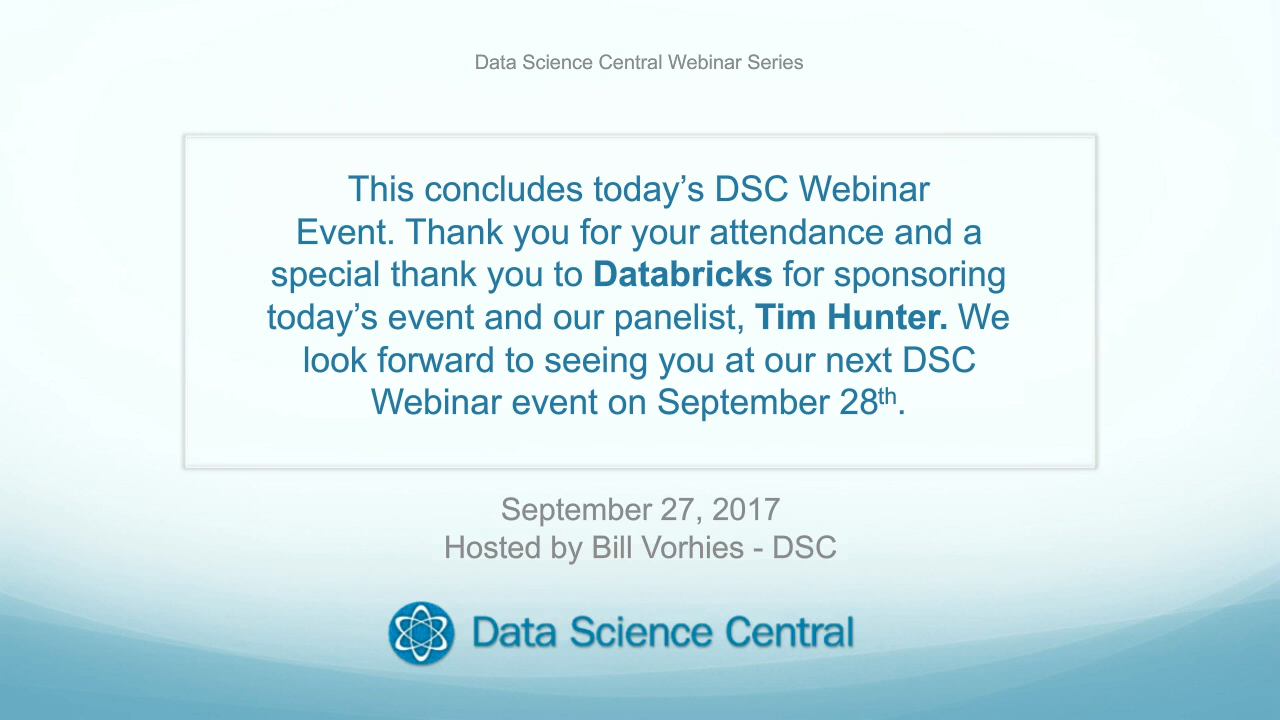 Data Science Central Webinar Series
This concludes today’s DSC Webinar
Event. Thank you for your attendance and a
special thank you to Databricks for sponsoring
today’s event and our panelist, Tim Hunter. We
look forward to seeing you at our next DSC
Webinar event on September 28th.
September 27, 2017
Hosted by Bill Vorhies - DSC
Data Science Central